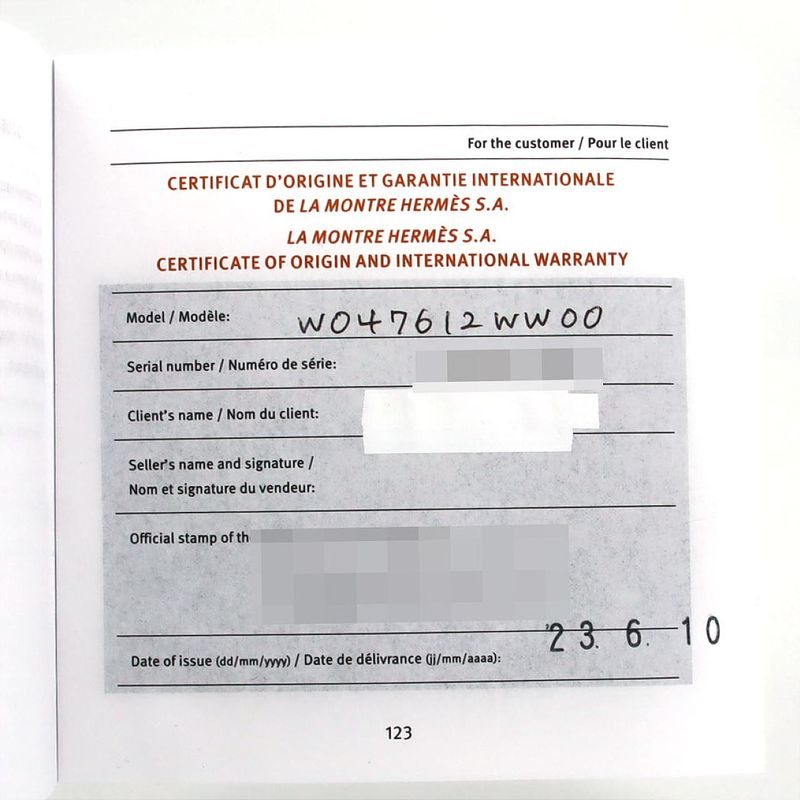 For the customer / Pour le client
CERTIFICAT D'ORIGINE ET GARANTIE INTERNATIONALE
DE LA MONTRE HERMÈS S.A.
LA MONTRE HERMÈS S.A.
CERTIFICATE OF ORIGIN AND INTERNATIONAL WARRANTY
Model / Modèle: W047612WW00
Serial number / Numéro de série:
Client's name / Nom du client:
Seller's name and signature /
Nom et signature du vendeur:
Official stamp of th
'23. 6. 10
Date of issue (dd/mm/yyyy) / Date de délivrance (jj/mm/aaaa):
123